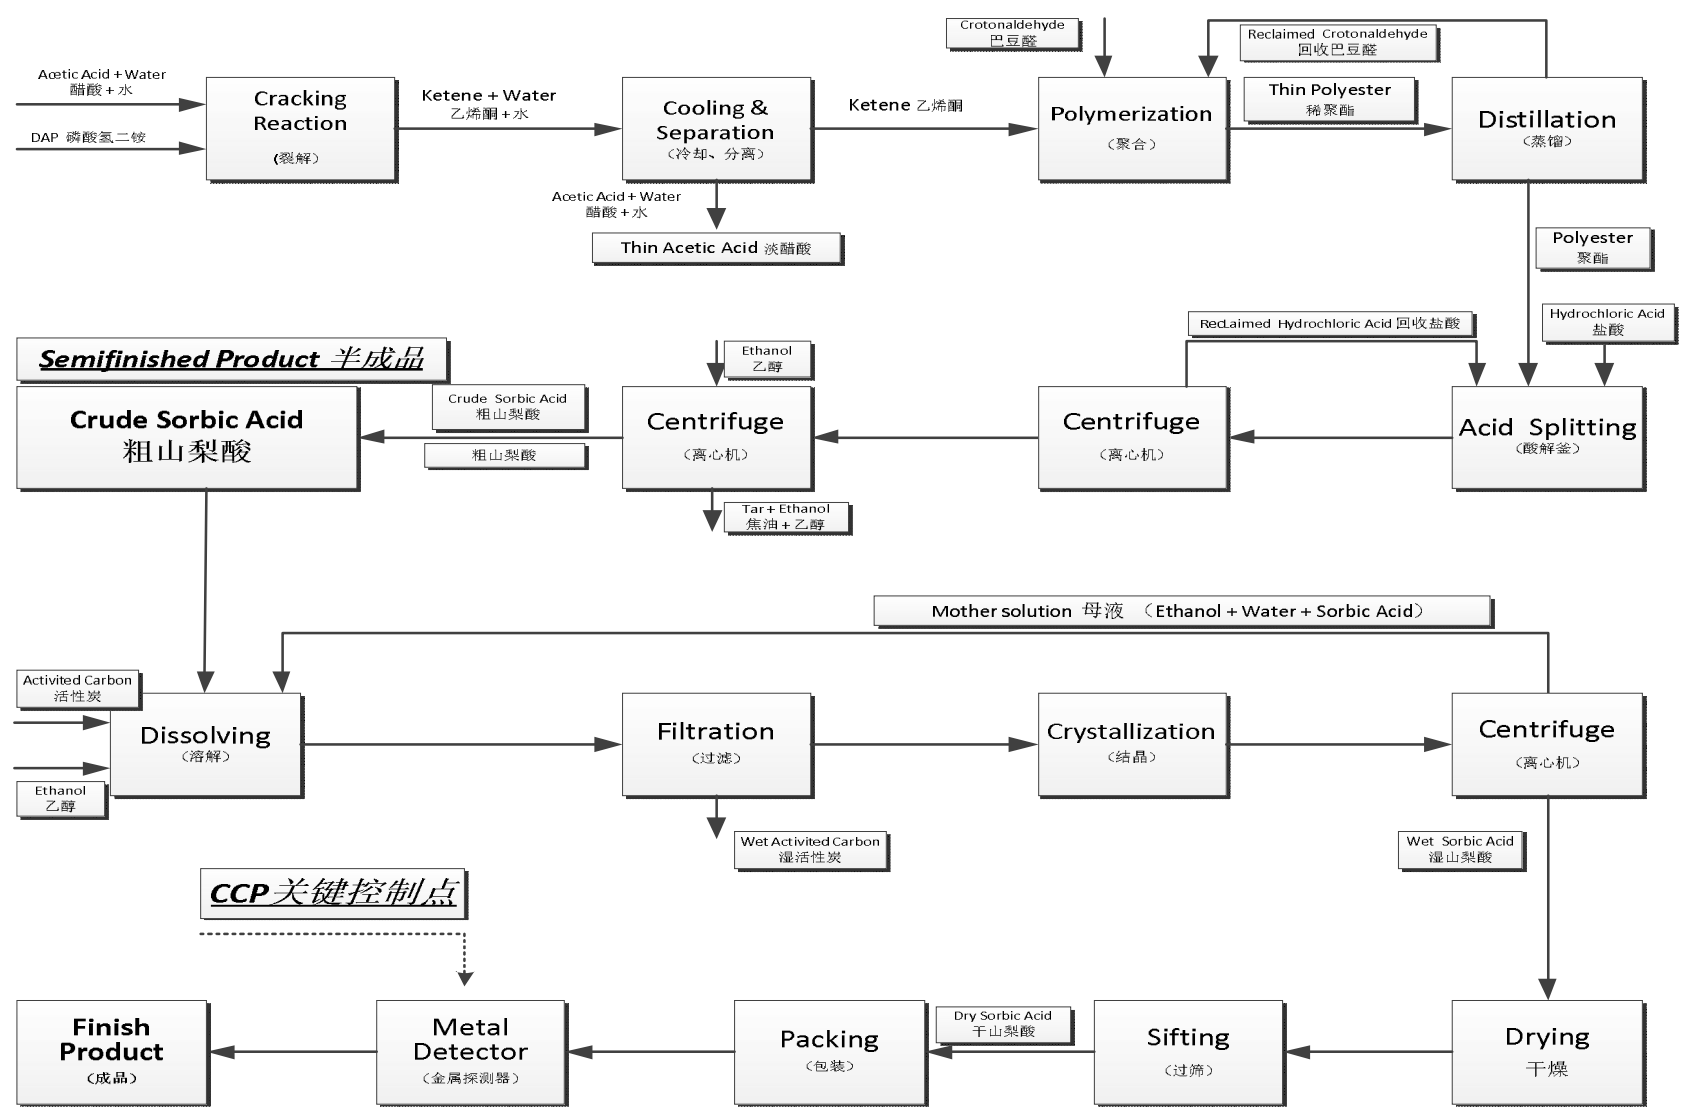 Crotonaldehyde
巴豆醛
Reclaimed Crotonaldehyde
回收巴豆醛
Acetic Acid + Water
醋酸 + 水
DAP 磷酸氢二铵
Cracking
Reaction
(裂解)
Ketene + Water
乙烯酮 + 水
Cooling &
Separation
(冷却、分离)
Ketene 乙烯酮
Polymerization
(聚合)
Thin Polyester
稀聚酯
Distillation
(蒸馏)
Acetic Acid + Water
醋酸 + 水
Thin Acetic Acid 淡醋酸
Polyester
聚酯
Hydrochloric Acid
盐酸
RecLaimed Hydrochloric Acid 回收盐酸
Semifinished Product 半成品
Ethanol
乙醇
Crude Sorbic Acid
粗山梨酸
Crude Sorbic Acid
粗山梨酸
粗山梨酸
Centrifuge
(离心机)
Centrifuge
(离心机)
Acid Splitting
(酸解釜)
Tar + Ethanol
焦油 + 乙醇
Mother solution 母液 （Ethanol + Water + Sorbic Acid）
Activited Carbon
活性炭
Dissolving
(溶解)
Ethanol
乙醇
Filtration
(过滤)
Crystallization
(结晶)
Centrifuge
(离心机)
Wet Activited Carbon
湿活性炭
Wet Sorbic Acid
湿山梨酸
CCP关键控制点
Finish
Product
(成品)
Metal
Detector
(金属探测器)
Packing
(包装)
Dry Sorbic Acid
干山梨酸
Sifting
(过筛)
Drying
干燥